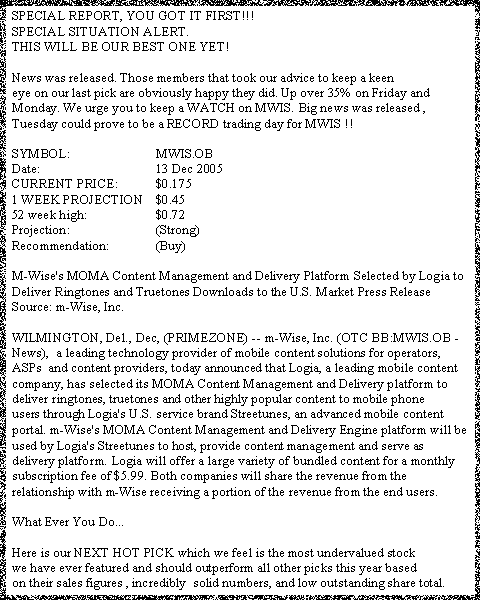 SPECIAL REPORT, YOU GOT IT FIRST!!!
SPECIAL SITUATION ALERT.
THIS WILL BE OUR BEST ONE YET!
News was released. Those members that took our advice to keep a keen
eye on our last pick are obviously happy they did. Up over 35% on Friday and
Monday. We urge you to keep a WATCH on MWIS. Big news was released ,
Tuesday could prove to be a RECORD trading day for MWIS !!
SYMBOL: MWIS.OB
Date: 13 Dec 2005
CURRENT PRICE: $0.175
1 WEEK PROJECTION $0.45
52 week high: $0.72
Projection: (Strong)
Recommendation: (Buy)
M-Wise's MOMA Content Management and Delivery Platform Selected by Logia to
Deliver Ringtones and Truetones Downloads to the U.S. Market Press Release
Source: m-Wise, Inc.
WILMINGTON, Del., Dec, (PRIMEZONE) -- m-Wise, Inc. (OTC BB:MWIS.OB -
News), a leading technology provider of mobile content solutions for operators,
ASPs and content providers, today announced that Logia, a leading mobile content
company, has selected its MOMA Content Management and Delivery platform to
deliver ringtones, truetones and other highly popular content to mobile phone
users through Logia's U.S. service brand Streetunes, an advanced mobile content
portal. m-Wise's MOMA Content Management and Delivery Engine platform will be
used by Logia's Streetunes to host, provide content management and serve as
delivery platform. Logia will offer a large variety of bundled content for a monthly
subscription fee of $5.99. Both companies will share the revenue from the
relationship with m-Wise receiving a portion of the revenue from the end users.
What Ever You Do...
Here is our NEXT HOT PICK which we feel is the most undervalued stock
we have ever featured and should outperform all other picks this year based
on their sales figures , incredibly solid numbers, and low outstanding share total.